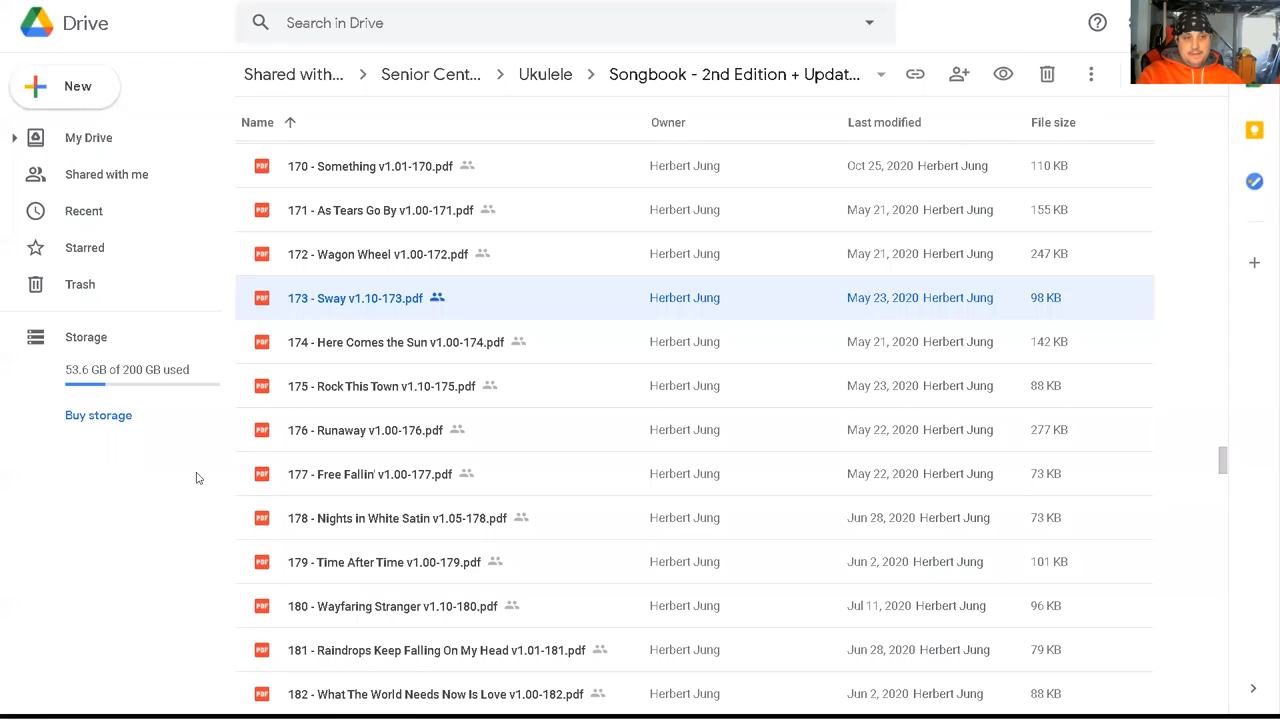 Drive
Search in Drive
New
Shared with... > Senior Cent... > Ukulele > Songbook - 2nd Edition + Updat...
My Drive
Shared with me
Recent
Starred
Trash
Storage
53.6 GB of 200 GB used
Buy storage
Name Owner Last modified File size
170 - Something v1.01-170.pdf Herbert Jung Oct 25, 2020 Herbert Jung 110 KB
171 - As Tears Go By v1.00-171.pdf Herbert Jung May 21, 2020 Herbert Jung 155 KB
172 - Wagon Wheel v1.00-172.pdf Herbert Jung May 21, 2020 Herbert Jung 247 KB
173 - Sway v1.10-173.pdf Herbert Jung May 23, 2020 Herbert Jung 98 KB
174 - Here Comes the Sun v1.00-174.pdf Herbert Jung May 21, 2020 Herbert Jung 142 KB
175 - Rock This Town v1.10-175.pdf Herbert Jung May 23, 2020 Herbert Jung 88 KB
176 - Runaway v1.00-176.pdf Herbert Jung May 22, 2020 Herbert Jung 277 KB
177 - Free Fallin' v1.00-177.pdf Herbert Jung May 22, 2020 Herbert Jung 73 KB
178 - Nights in White Satin v1.05-178.pdf Herbert Jung Jun 28, 2020 Herbert Jung 73 KB
179 - Time After Time v1.00-179.pdf Herbert Jung Jun 2, 2020 Herbert Jung 101 KB
180 - Wayfaring Stranger v1.10-180.pdf Herbert Jung Jul 11, 2020 Herbert Jung 96 KB
181 - Raindrops Keep Falling On My Head v1.01-181.pdf Herbert Jung Jun 28, 2020 Herbert Jung 79 KB
182 - What The World Needs Now Is Love v1.00-182.pdf Herbert Jung Jun 2, 2020 Herbert Jung 88 KB